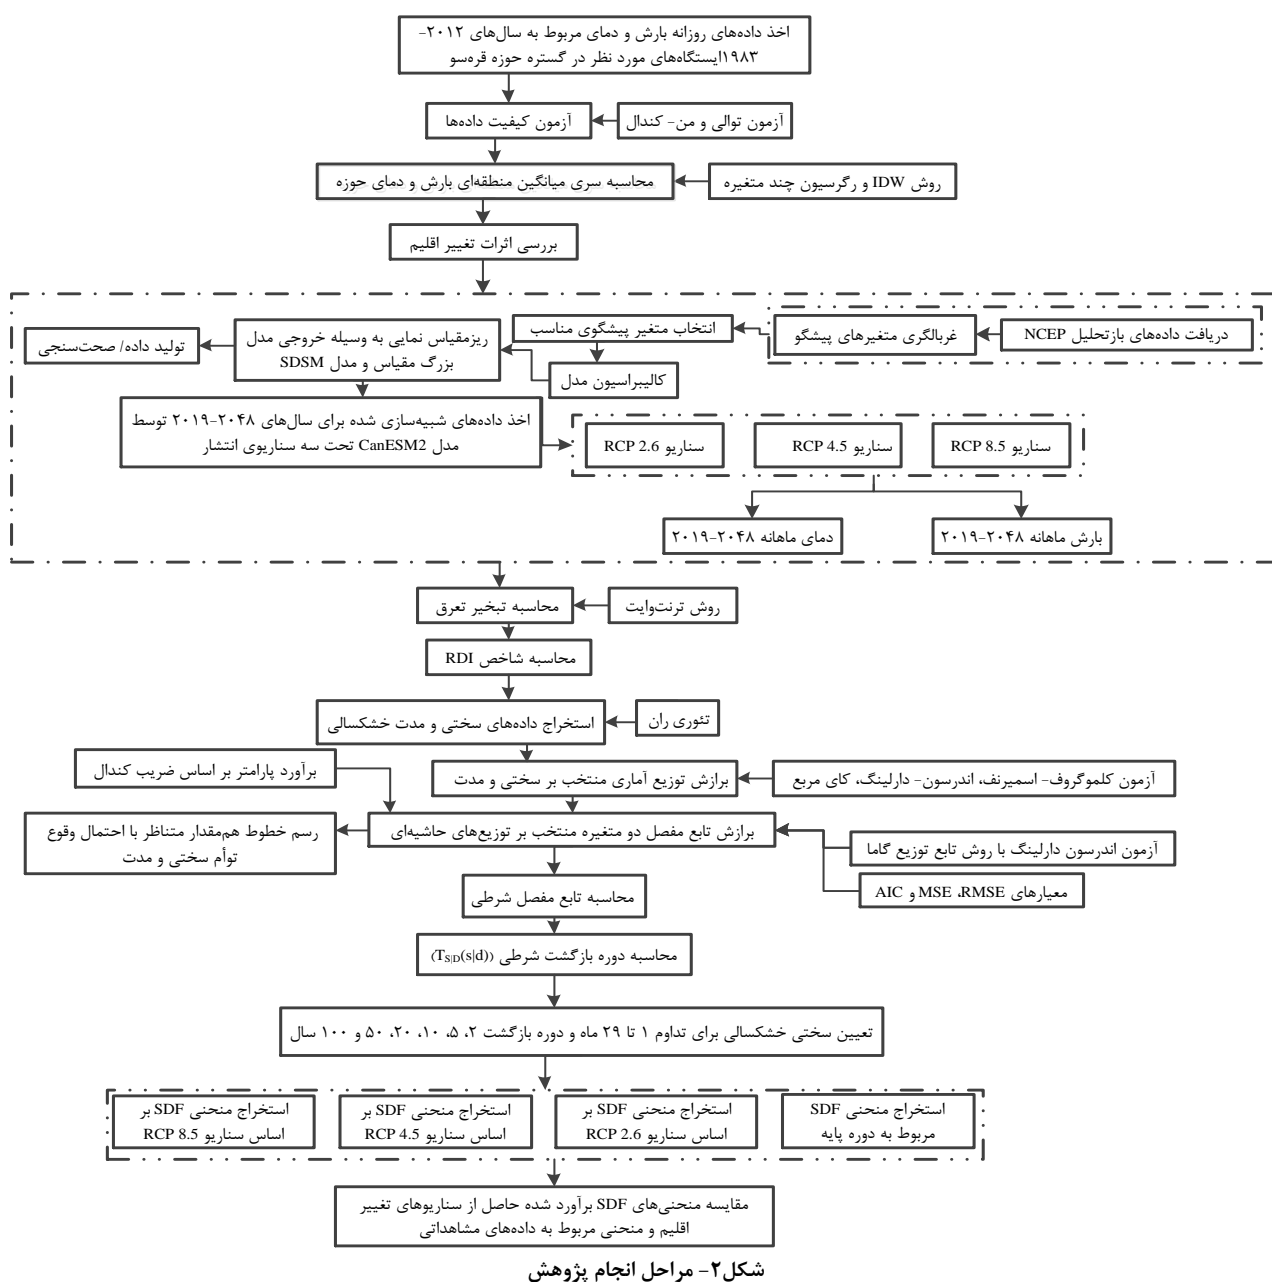 اخذ داده‌های روزانه بارش و دمای مربوط به سال‌های ۲۰۱۲-
۱۹۸۳ایستگاه‌های مورد نظر در گستره حوزه قره‌سو
آزمون کیفیت داده‌ها
آزمون توالی و من- کندال
محاسبه سری میانگین منطقه‌ای بارش و دمای حوزه
روش IDW و رگرسیون چند متغیره
بررسی اثرات تغییر اقلیم
دریافت داده‌های بازتحلیل NCEP
غربالگری متغیرهای پیشگو
انتخاب متغیر پیشگوی مناسب
کالیبراسیون مدل
ریزمقیاس نمایی به وسیله خروجی مدل
بزرگ مقیاس و مدل SDSM
تولید داده/ صحت‌سنجی
اخذ داده‌های شبیه‌سازی شده برای سال‌های ۲۰۴۸-۲۰۱۹ توسط
مدل CanESM2 تحت سه سناریوی انتشار
سناریو RCP 8.5
سناریو RCP 4.5
سناریو RCP 2.6
بارش ماهانه ۲۰۴۸-۲۰۱۹
دمای ماهانه ۲۰۴۸-۲۰۱۹
محاسبه تبخیر تعرق
روش ترنت‌وایت
محاسبه شاخص RDI
استخراج داده‌های سختی و مدت خشکسالی
تئوری ران
برازش توزیع آماری منتخب بر سختی و مدت
آزمون کلموگروف- اسمیرنف، اندرسون- دارلینگ، کای مربع
برآورد پارامتر بر اساس ضریب کندال
برازش تابع مفصل دو متغیره منتخب بر توزیع‌های حاشیه‌ای
رسم خطوط هم‌مقدار متناظر با احتمال وقوع
توأم سختی و مدت
آزمون اندرسون دارلینگ با روش تابع توزیع گاما
معیارهای MSE ،RMSE و AIC
محاسبه تابع مفصل شرطی
محاسبه دوره بازگشت شرطی (T_{S|D}(s|d))
تعیین سختی خشکسالی برای تداوم ۱ تا ۲۹ ماه و دوره بازگشت ۲، ۵، ۱۰، ۲۰، ۵۰ و ۱۰۰ سال
استخراج منحنی SDF
مربوط به دوره پایه
استخراج منحنی SDF بر
اساس سناریو RCP 2.6
استخراج منحنی SDF بر
اساس سناریو RCP 4.5
استخراج منحنی SDF بر
اساس سناریو RCP 8.5
مقایسه منحنی‌های SDF برآورد شده حاصل از سناریوهای تغییر
اقلیم و منحنی مربوط به داده‌های مشاهداتی
شکل۲- مراحل انجام پژوهش